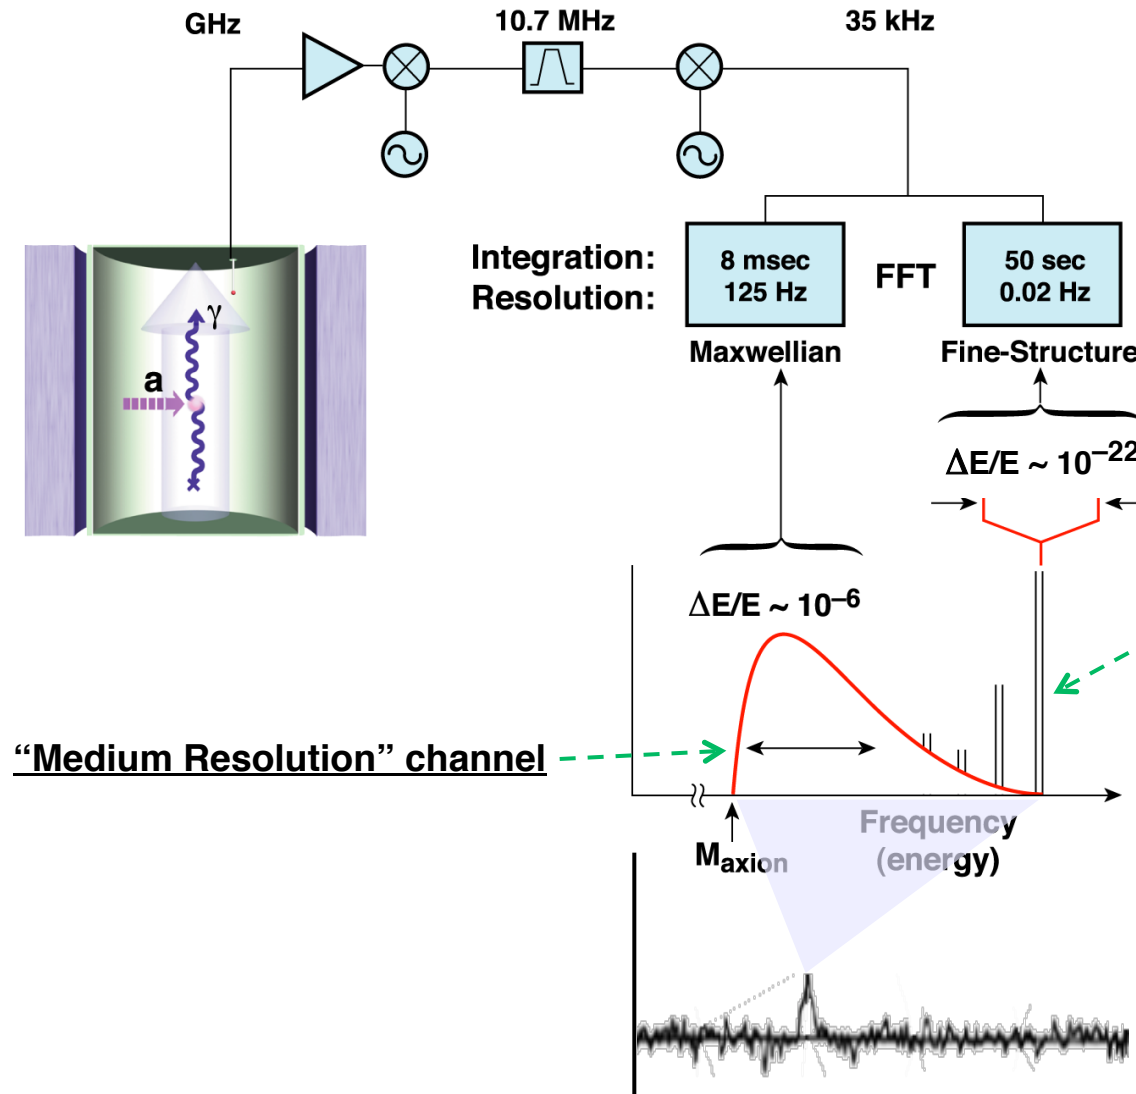 GHz
10.7 MHz
35 kHz
Integration:
Resolution:
8 msec
125 Hz
FFT
50 sec
0.02 Hz
Maxwellian
Fine-Structure
γ
a
ΔE/E ~ 10⁻²²
ΔE/E ~ 10⁻⁶
“Medium Resolution” channel
Frequency
(energy)
Maxion